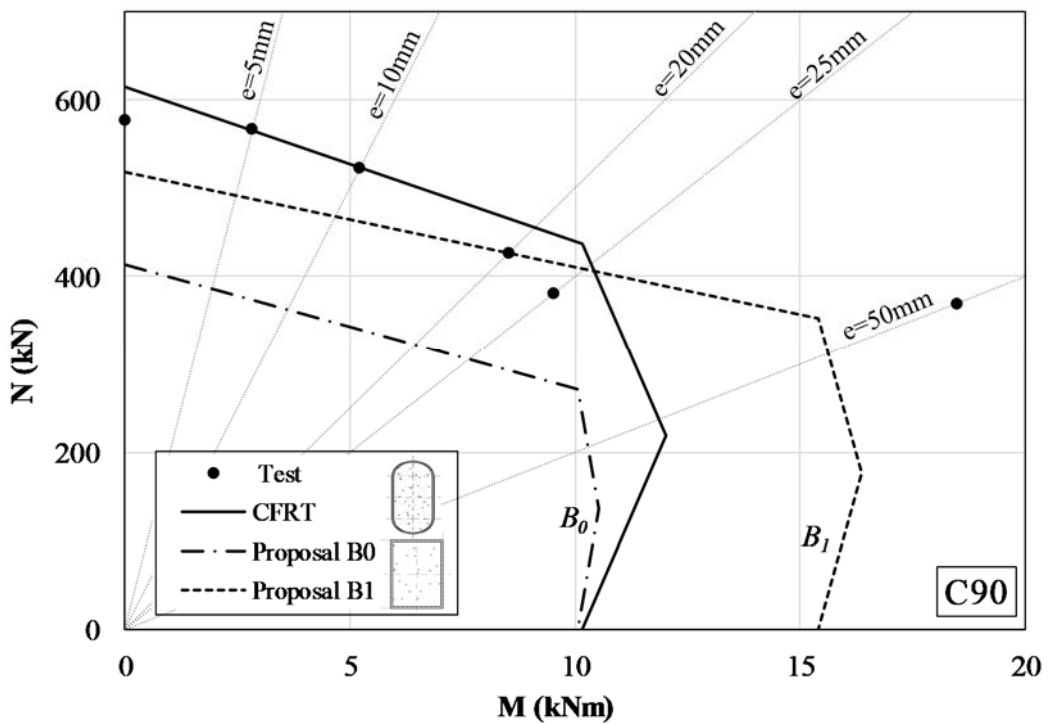 e=5mm
e=10mm
e=20mm
e=25mm
600
400
e=50mm
N (kN)
200
Test
CFRT
Proposal B0
Proposal B1
B0
B1
C90
0
0
5
10
15
20
M (kNm)